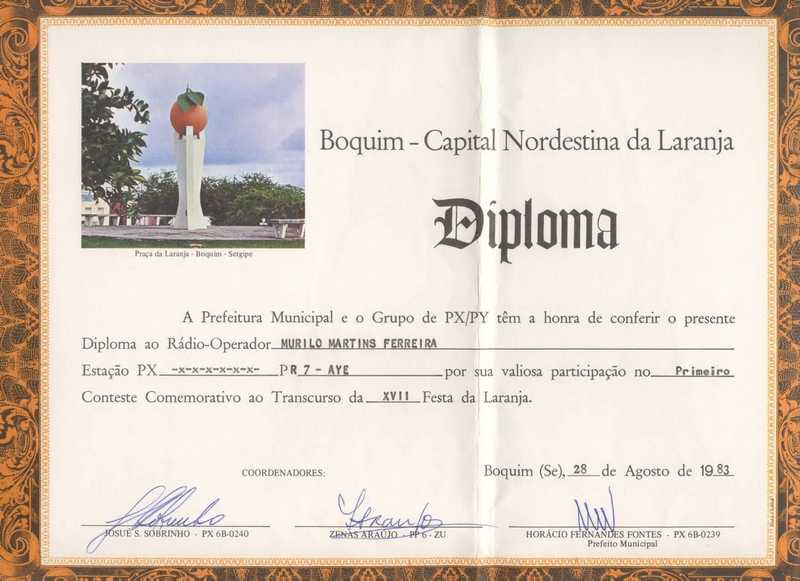 Boquim - Capital Nordestina da Laranja
Diploma
Praça da Laranja - Boquim - Sergipe
A Prefeitura Municipal e o Grupo de PX/PY têm a honra de conferir o presente
Diploma ao Rádio-Operador MURILO MARTINS FERREIRA
Estação PX -x-x-x-x-x-x- PR 7 - AYE por sua valiosa participação no Primeiro
Conteste Comemorativo ao Transcurso da XVII Festa da Laranja.
COORDENADORES:
Boquim (Se), 28 de Agosto de 1983
JOSUE S. SOBRINHO - PX 6B-0240
ZENAS ARAUJO - PP 6 - ZU
HORÁCIO FERNANDES FONTES - PX 6B-0239
Prefeito Municipal